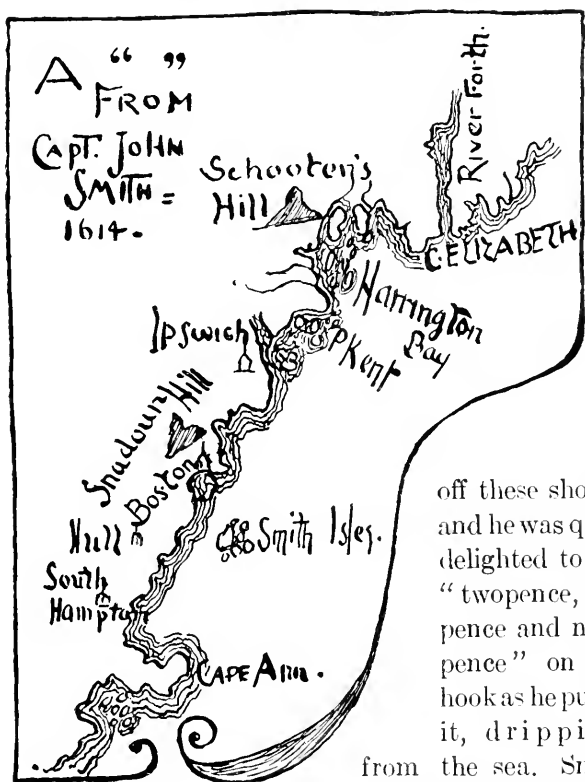 A “ ”
FROM
CAPT. JOHN
SMITH =
1614.
River Forth.
Schooten's
Hill
C. ELIZABETH
Harrington
Bay
P Kent
Ipswich
Snadoun Hill
Boston
Hull
Smith Isles.
South
Hampton
CAPE Ann.
off these sho
and he was q
delighted to
“ twopence,
pence and n
pence” on
hook as he pu
it, drippi
from the sea.